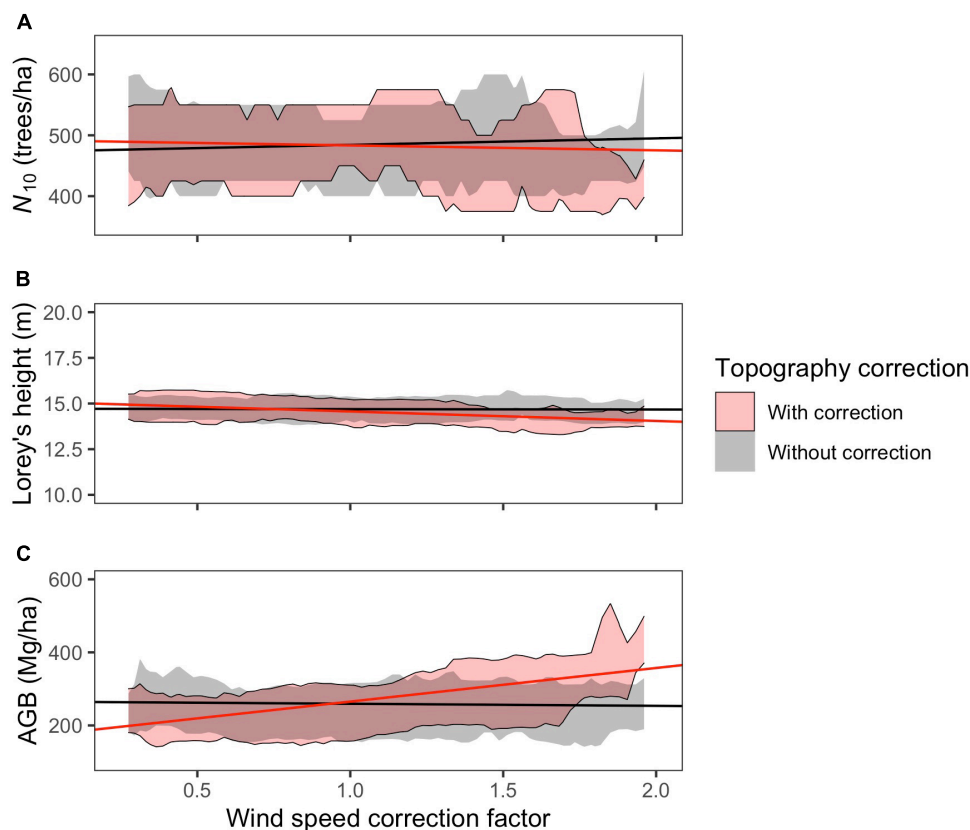 A
600
500
400
N10 (trees/ha)
B
20.0
17.5
15.0
12.5
10.0
Lorey's height (m)
C
600
400
200
AGB (Mg/ha)
0.5 1.0 1.5 2.0
Wind speed correction factor
Topography correction
With correction
Without correction